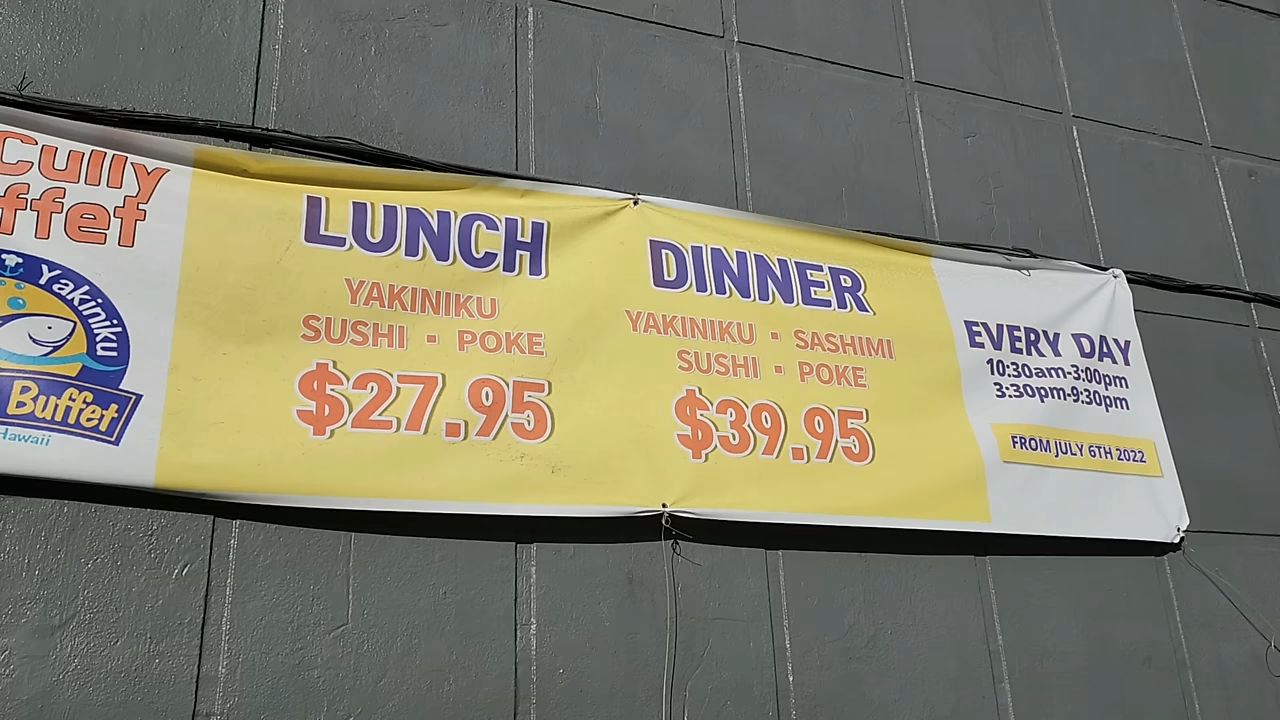 Cully
ffet
Yakiniku
Buffet
Hawaii
LUNCH
YAKINIKU
SUSHI · POKE
$27.95
DINNER
YAKINIKU · SASHIMI
SUSHI · POKE
$39.95
EVERY DAY
10:30am-3:00pm
3:30pm-9:30pm
FROM JULY 6TH 2022